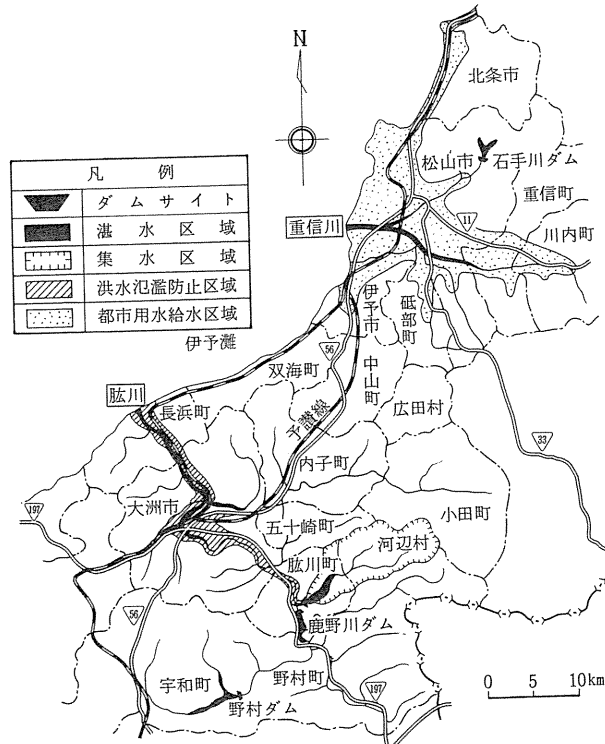 N
凡例
ダムサイト
湛水区域
集水区域
洪水氾濫防止区域
都市用水給水区域
北条市
松山市
石手川ダム
重信町
重信川
11
川内町
伊予市
砥部町
伊予灘
56
双海町
中山町
広田村
33
肱川
長浜町
予讃線
内子町
小田町
197
大洲市
五十崎町
河辺村
肱川町
56
鹿野川ダム
宇和町
野村町
野村ダム
197
0 5 10km